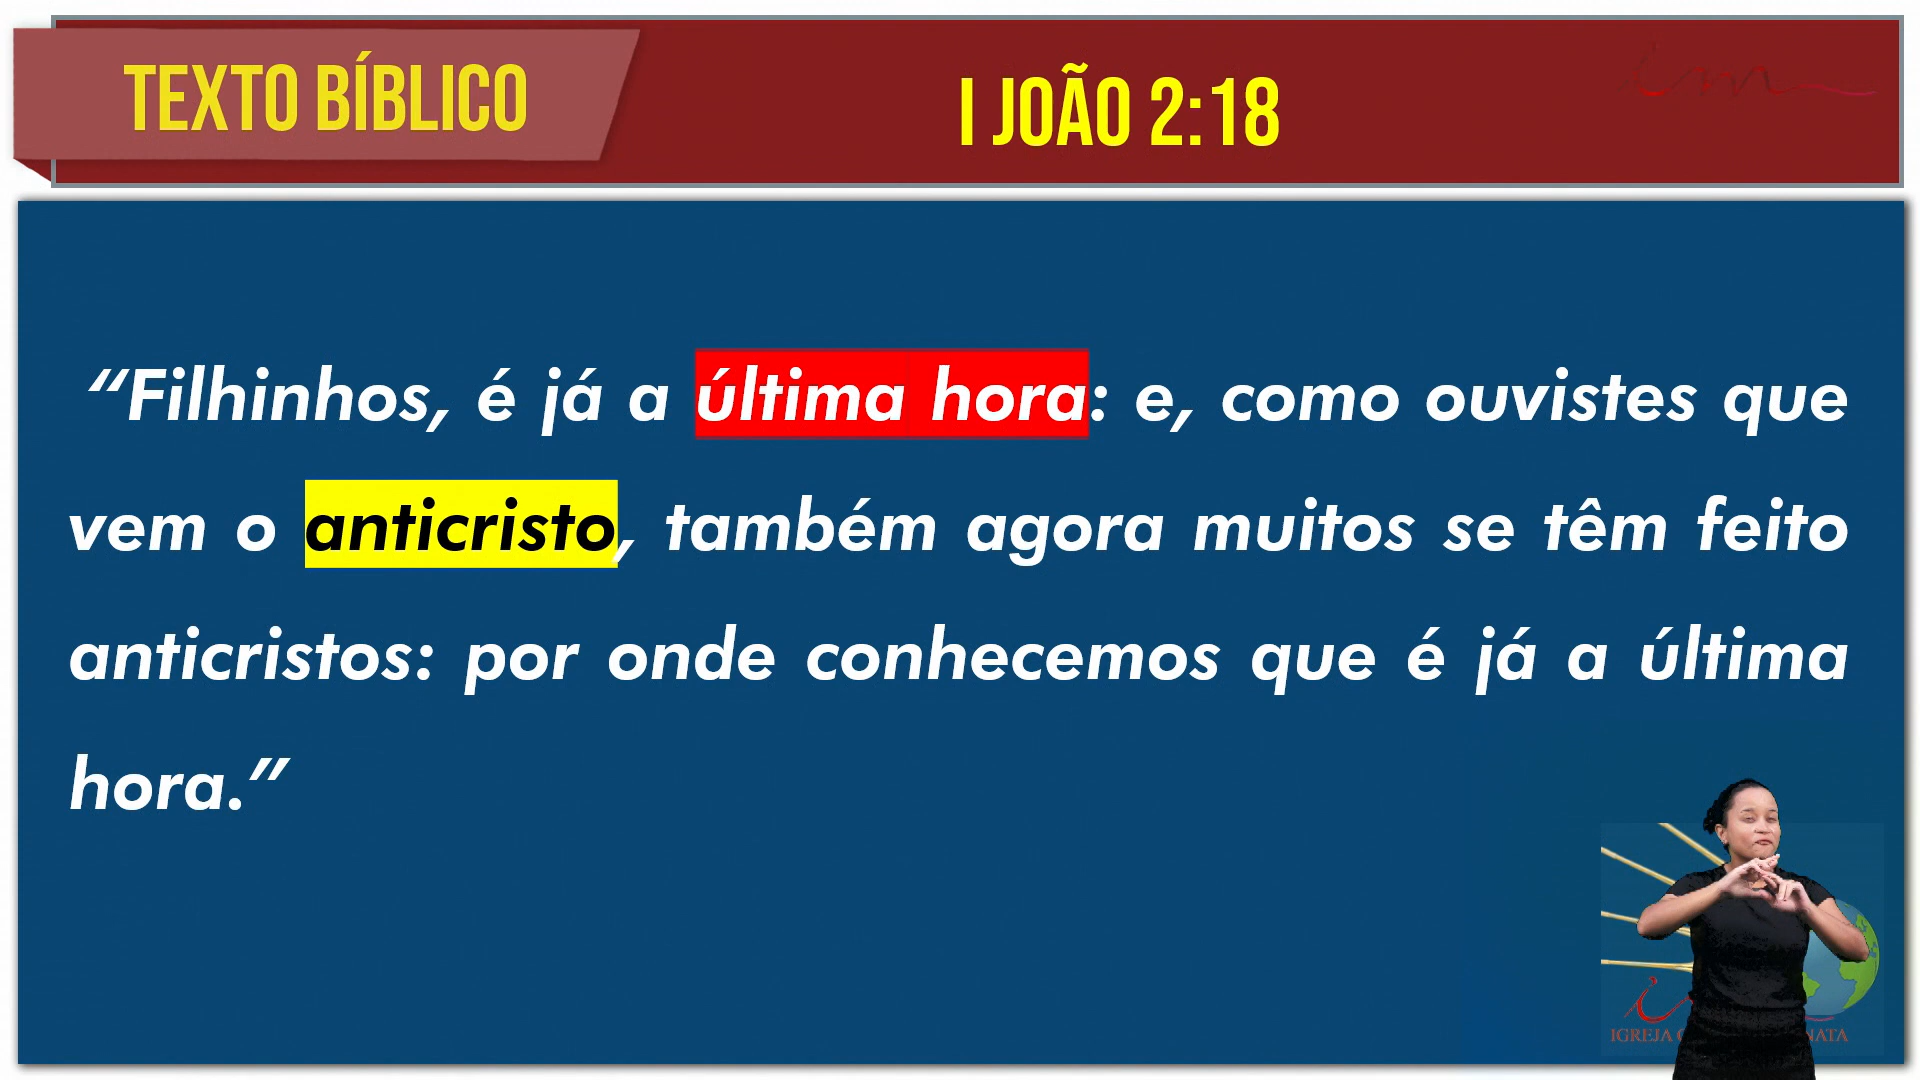 TEXTO BÍBLICO
I JOÃO 2:18
“Filhinhos, é já a última hora: e, como ouvistes que
vem o anticristo, também agora muitos se têm feito
anticristos: por onde conhecemos que é já a última
hora.”
IGREJA